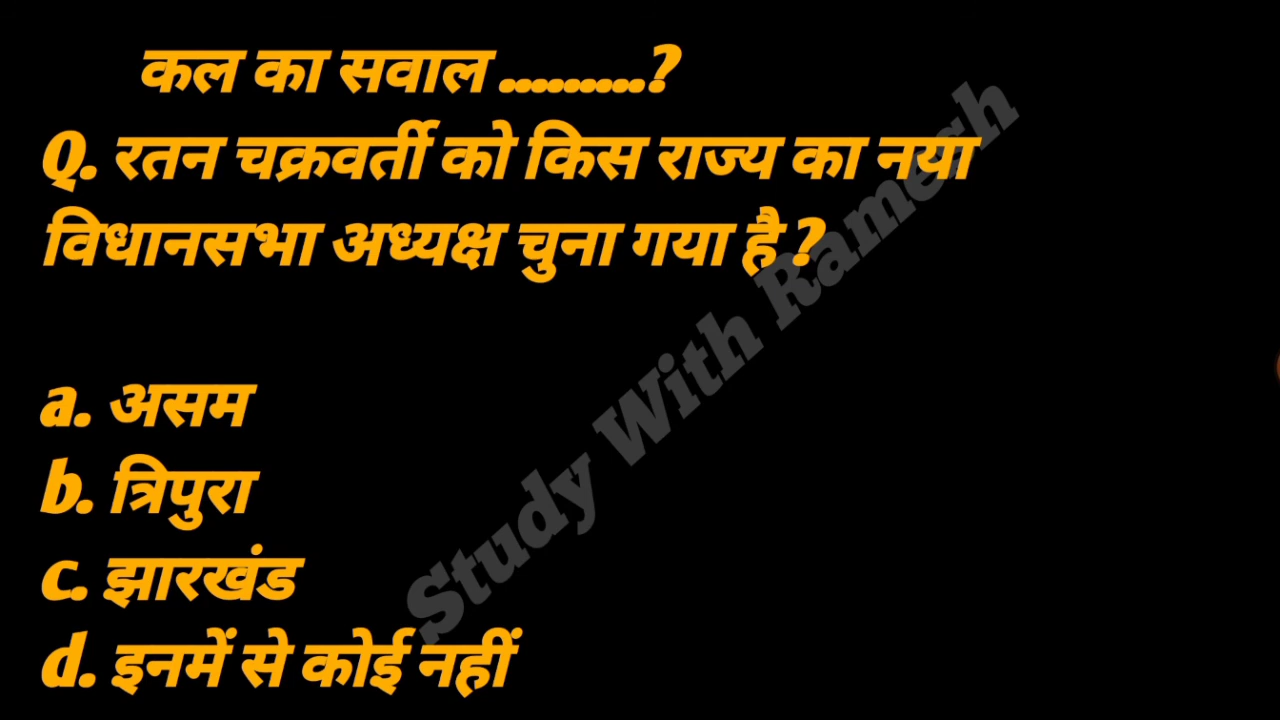 कल का सवाल ..........?
Q. रतन चक्रवर्ती को किस राज्य का नया
विधानसभा अध्यक्ष चुना गया है ?
a. असम
b. त्रिपुरा
c. झारखंड
d. इनमें से कोई नहीं
Study With Ramesh